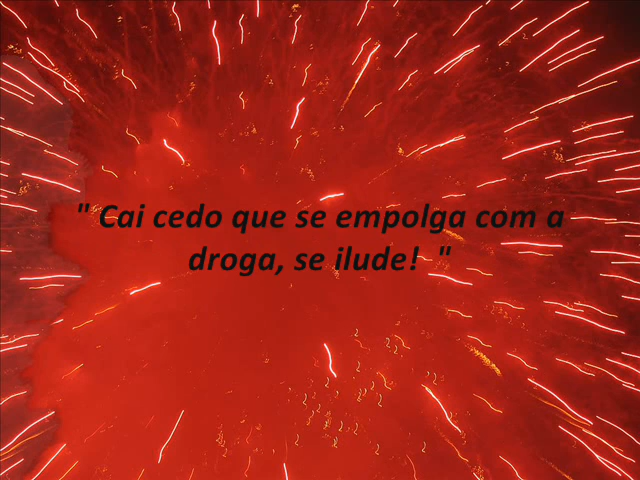 " Cai cedo que se empolga com a
droga, se ilude!  "